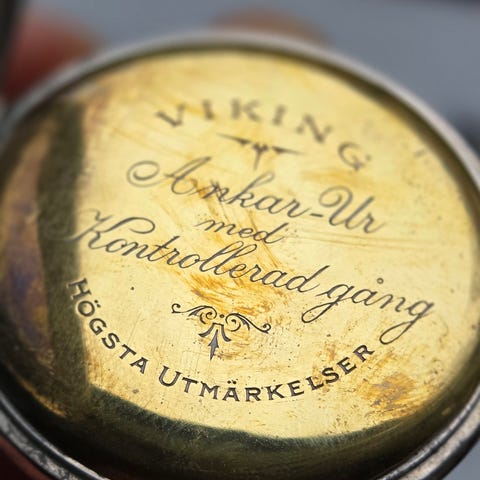 VIKING
Ankar-Ur
med
Kontrollerad gång
HÖGSTA UTMÄRKELSER